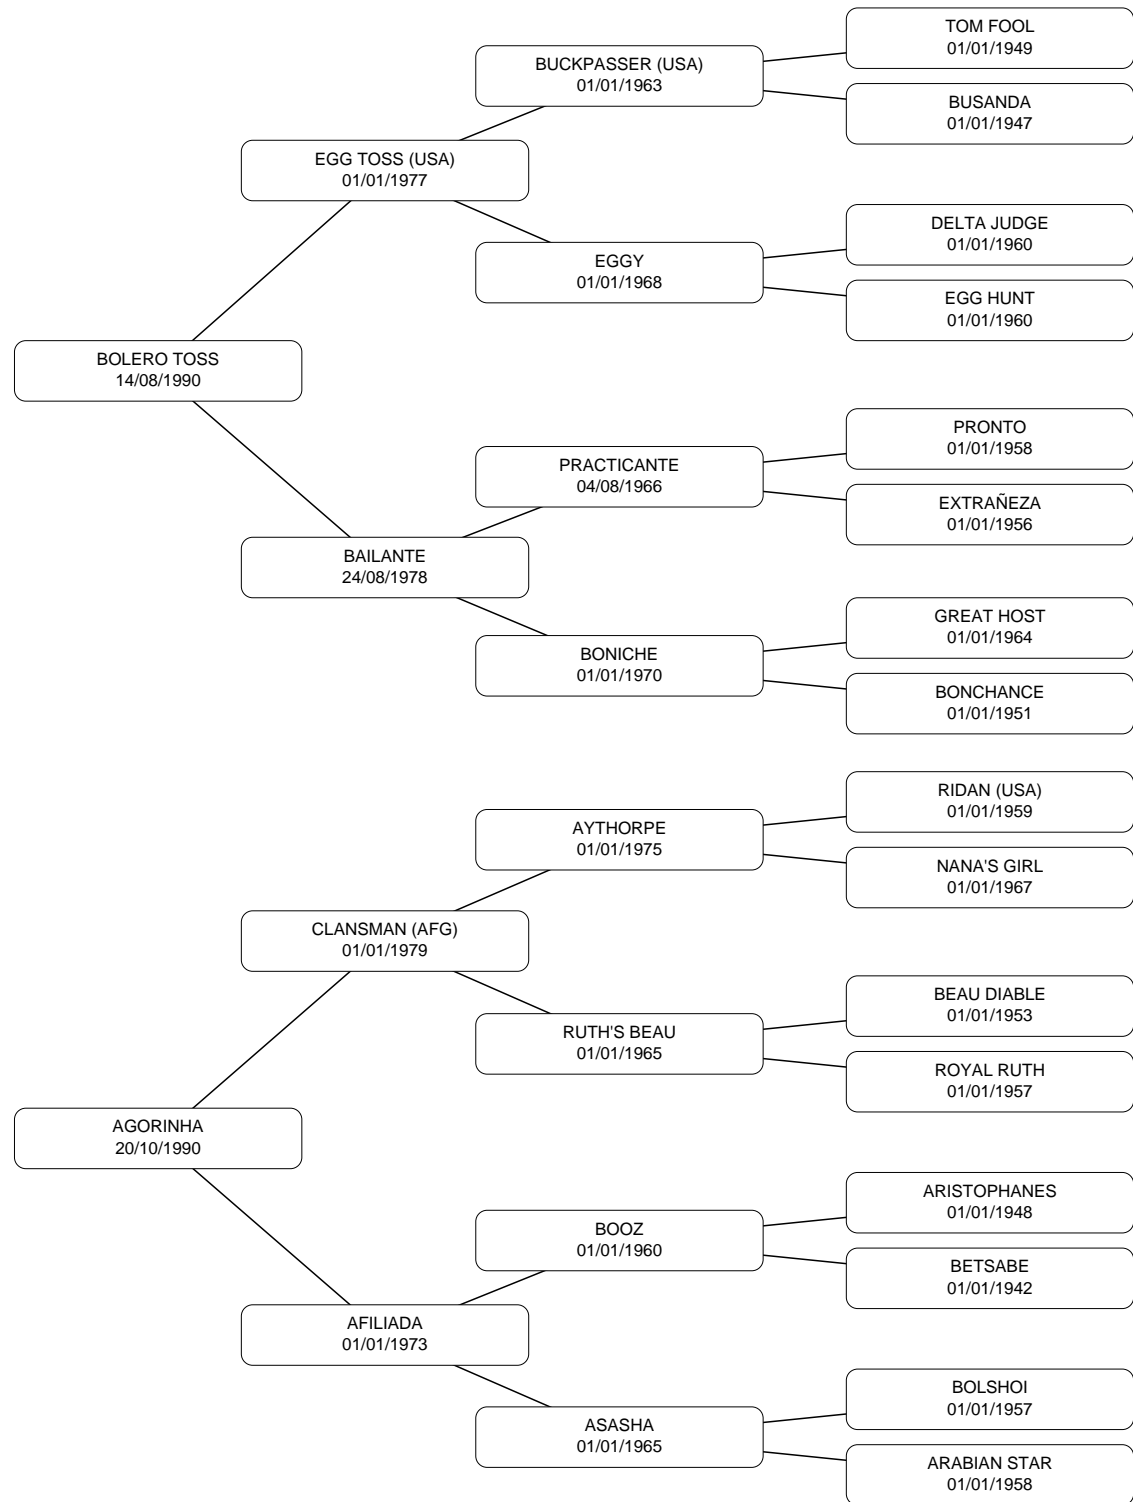 TOM FOOL
01/01/1949
BUCKPASSER (USA)
01/01/1963
BUSANDA
01/01/1947
EGG TOSS (USA)
01/01/1977
DELTA JUDGE
01/01/1960
EGGY
01/01/1968
EGG HUNT
01/01/1960
BOLERO TOSS
14/08/1990
PRONTO
01/01/1958
PRACTICANTE
04/08/1966
EXTRAÑEZA
01/01/1956
BAILANTE
24/08/1978
GREAT HOST
01/01/1964
BONICHE
01/01/1970
BONCHANCE
01/01/1951
RIDAN (USA)
01/01/1959
AYTHORPE
01/01/1975
NANA'S GIRL
01/01/1967
CLANSMAN (AFG)
01/01/1979
BEAU DIABLE
01/01/1953
RUTH'S BEAU
01/01/1965
ROYAL RUTH
01/01/1957
AGORINHA
20/10/1990
ARISTOPHANES
01/01/1948
BOOZ
01/01/1960
BETSABE
01/01/1942
AFILIADA
01/01/1973
BOLSHOI
01/01/1957
ASASHA
01/01/1965
ARABIAN STAR
01/01/1958